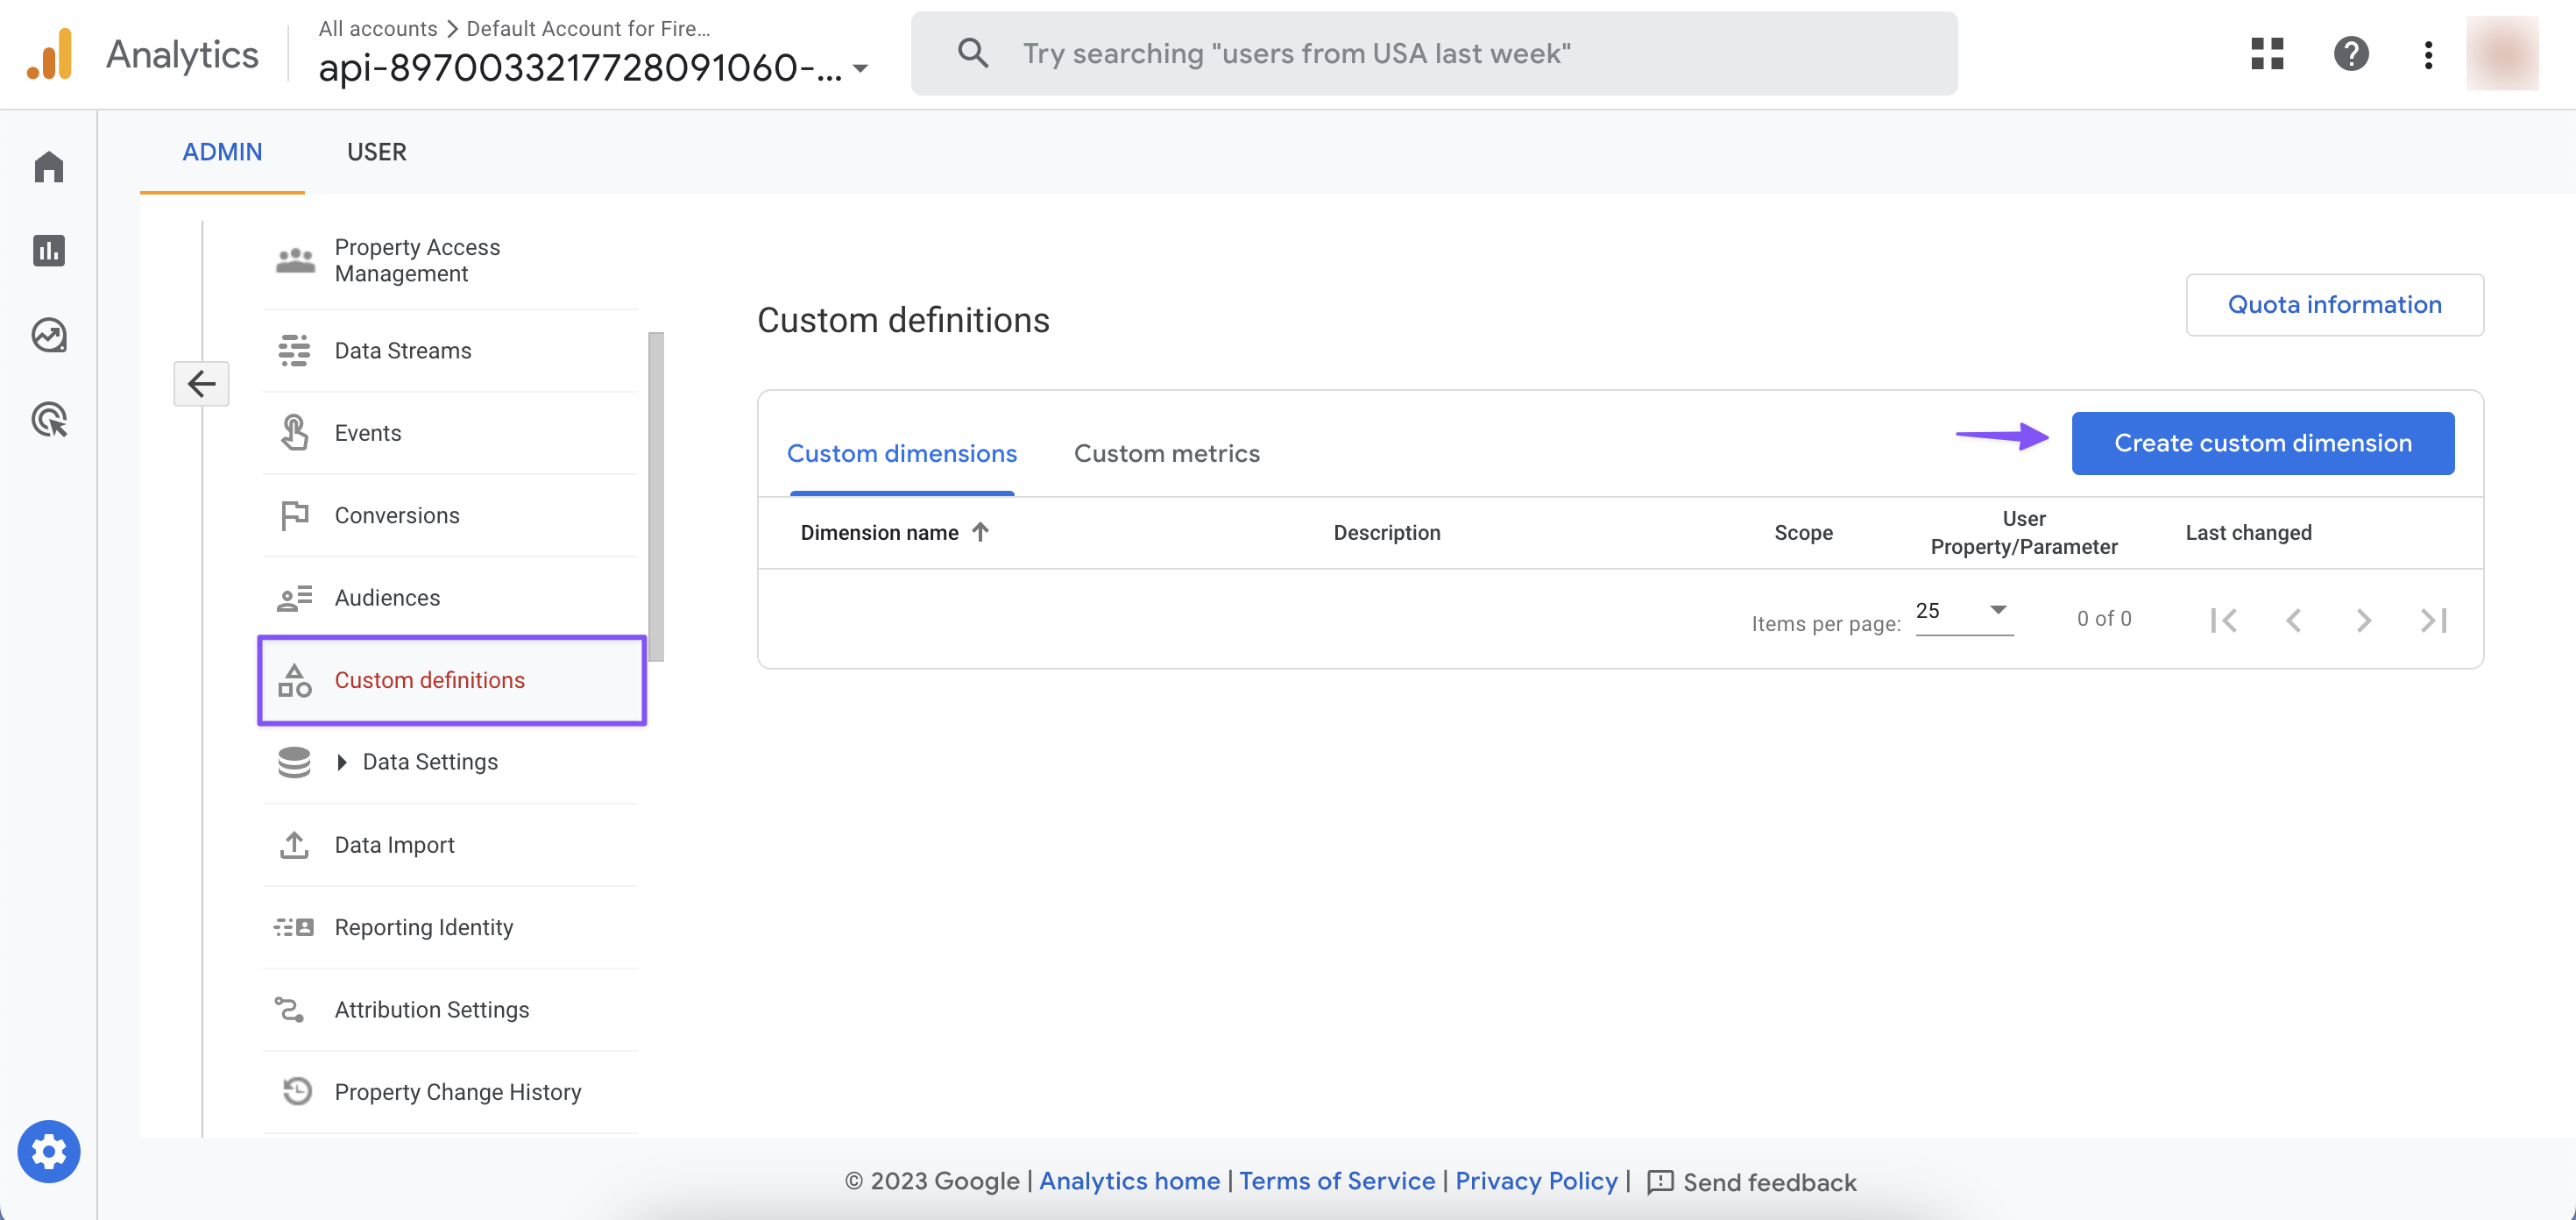 Analytics
All accounts > Default Account for Fire...
api-8970033217728091060-...
Try searching "users from USA last week"
ADMIN
USER
Property Access
Management
Data Streams
Events
Conversions
Audiences
Custom definitions
Data Settings
Data Import
Reporting Identity
Attribution Settings
Property Change History
Custom definitions
Quota information
Custom dimensions
Custom metrics
Create custom dimension
Dimension name
Description
Scope
User
Property/Parameter
Last changed
Items per page:
25
0 of 0
© 2023 Google | Analytics home | Terms of Service | Privacy Policy | Send feedback